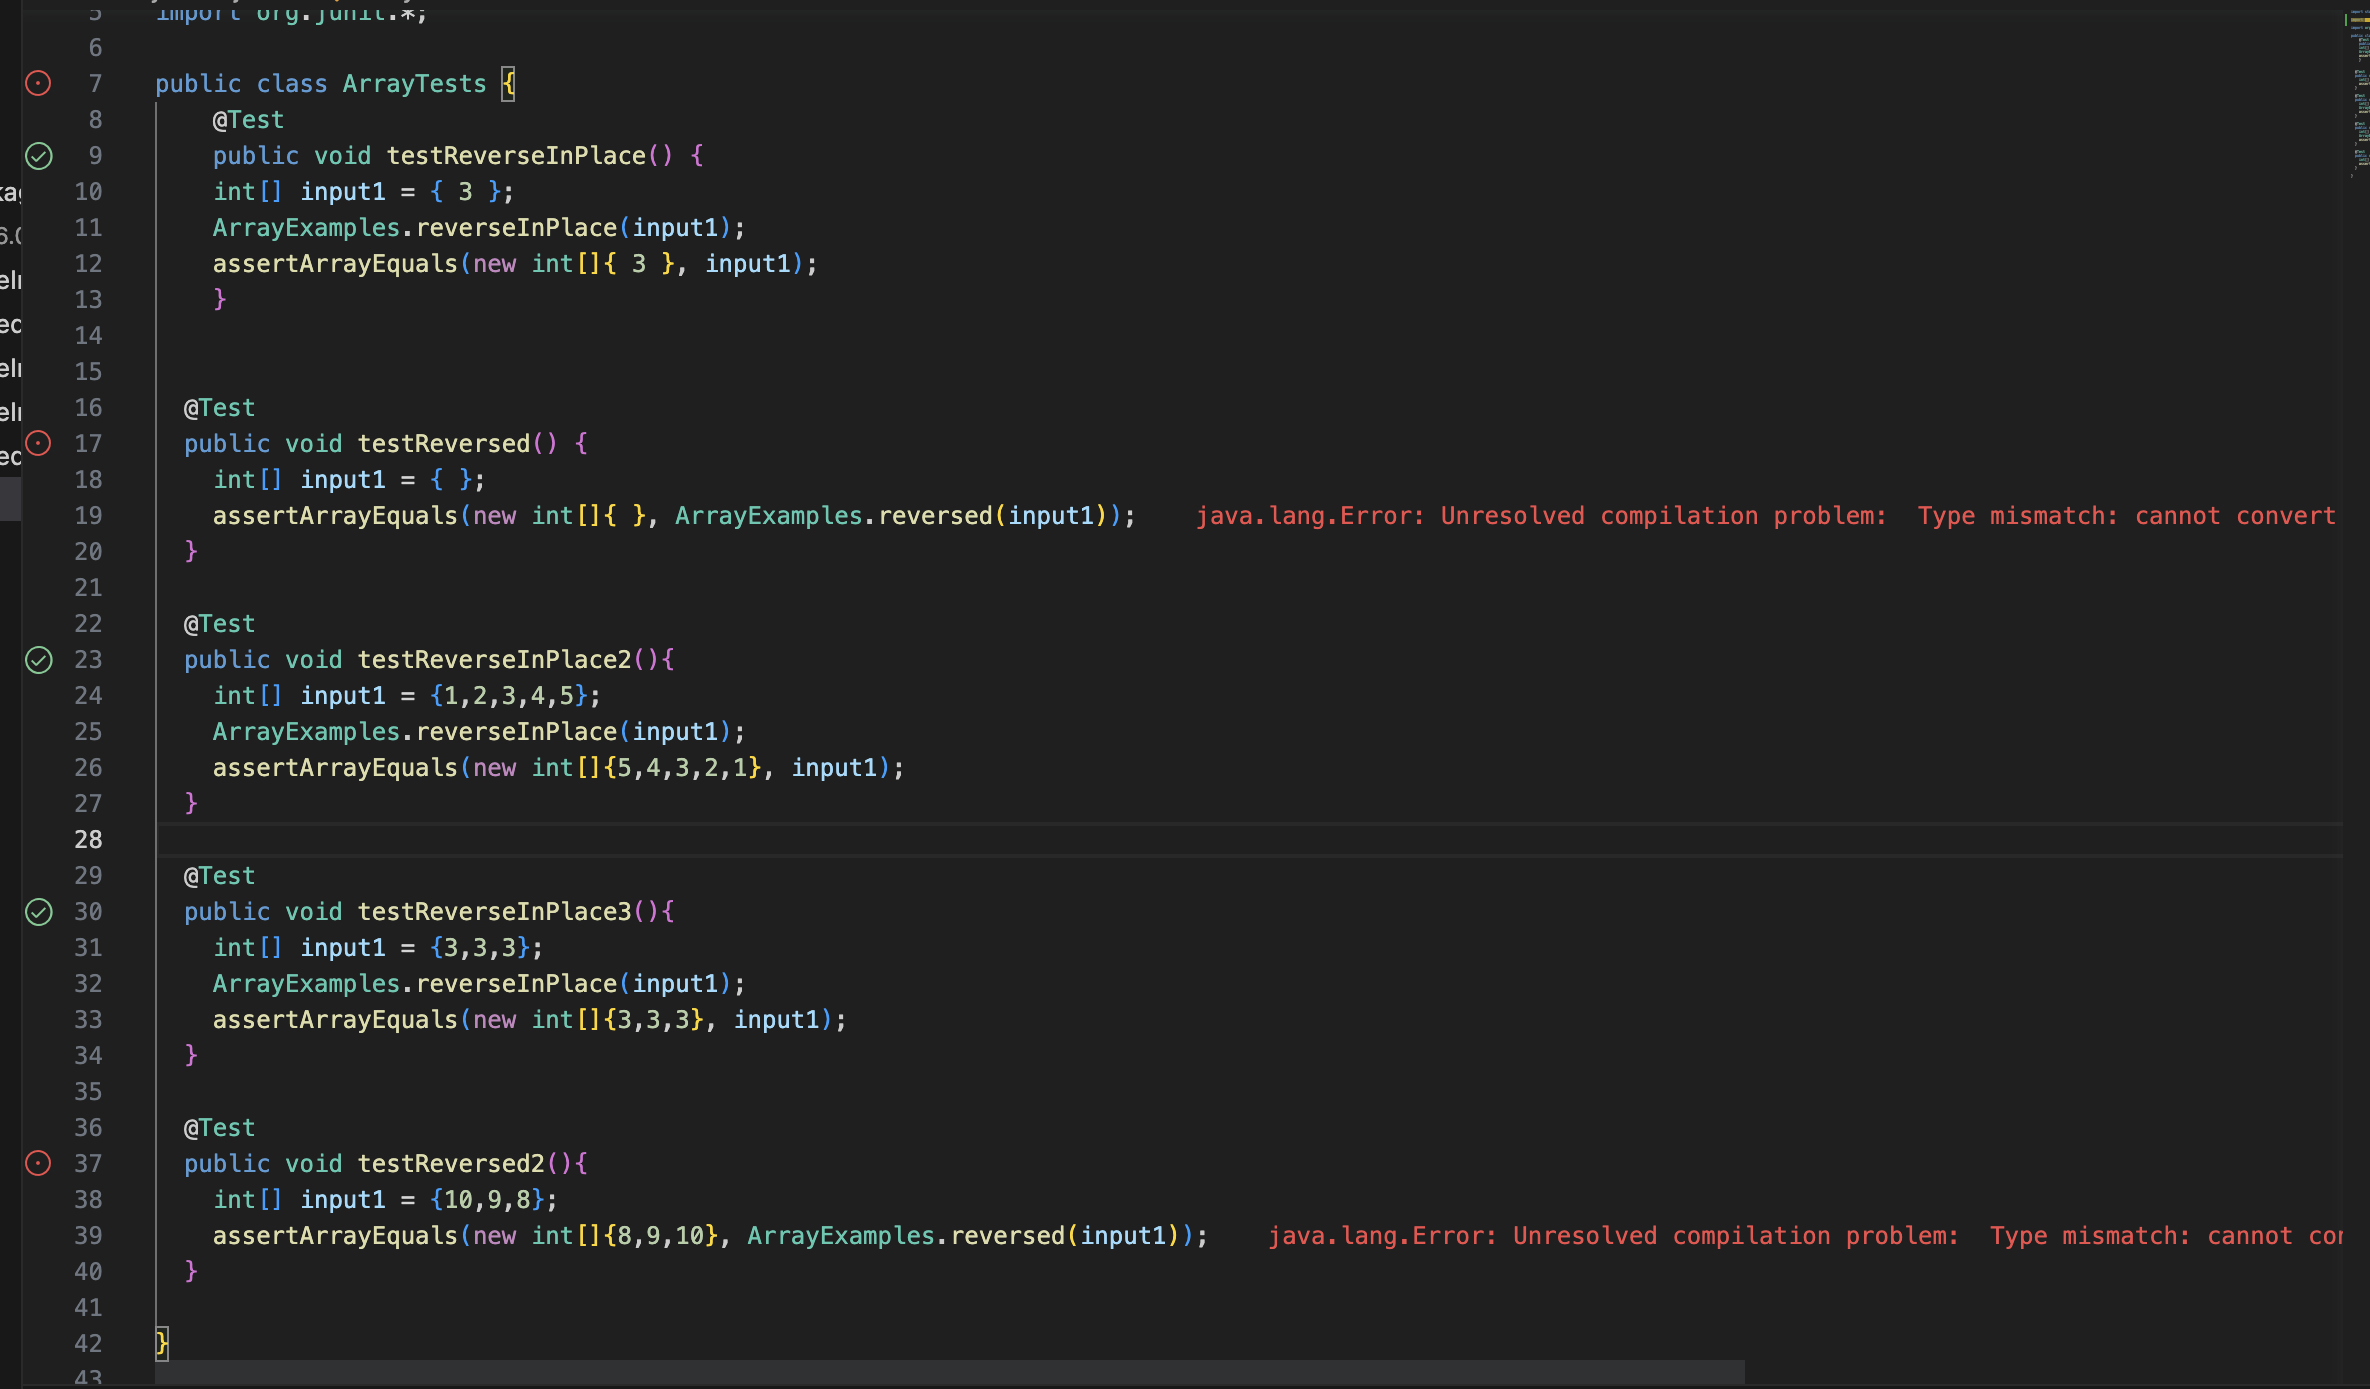 5 import org.junit.*;
6
7 public class ArrayTests {
8 @Test
9 public void testReverseInPlace() {
10 int[] input1 = { 3 };
11 ArrayExamples.reverseInPlace(input1);
12 assertArrayEquals(new int[]{ 3 }, input1);
13 }
14
15
16 @Test
17 public void testReversed() {
18 int[] input1 = { };
19 assertArrayEquals(new int[]{ }, ArrayExamples.reversed(input1)); java.lang.Error: Unresolved compilation problem: Type mismatch: cannot convert
20 }
21
22 @Test
23 public void testReverseInPlace2(){
24 int[] input1 = {1,2,3,4,5};
25 ArrayExamples.reverseInPlace(input1);
26 assertArrayEquals(new int[]{5,4,3,2,1}, input1);
27 }
28
29 @Test
30 public void testReverseInPlace3(){
31 int[] input1 = {3,3,3};
32 ArrayExamples.reverseInPlace(input1);
33 assertArrayEquals(new int[]{3,3,3}, input1);
34 }
35
36 @Test
37 public void testReversed2(){
38 int[] input1 = {10,9,8};
39 assertArrayEquals(new int[]{8,9,10}, ArrayExamples.reversed(input1)); java.lang.Error: Unresolved compilation problem: Type mismatch: cannot cor
40 }
41
42 }
43